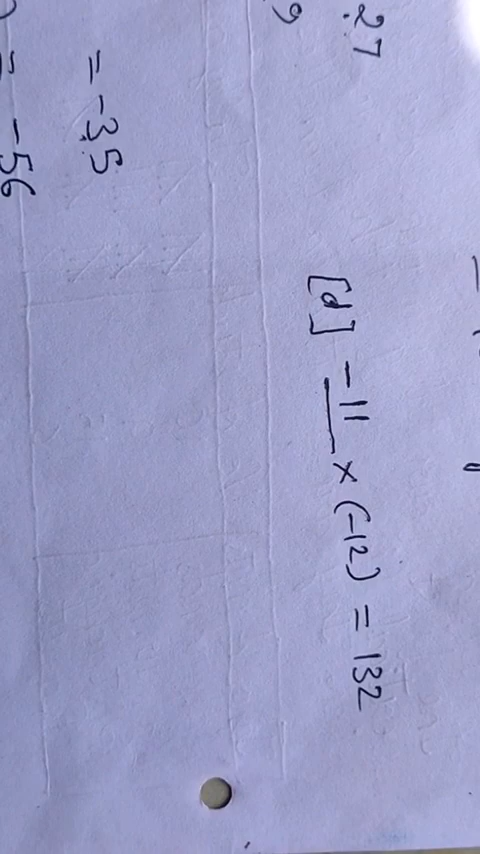 27
9
[d] -11 × (-12) = 132
= -35
= -56